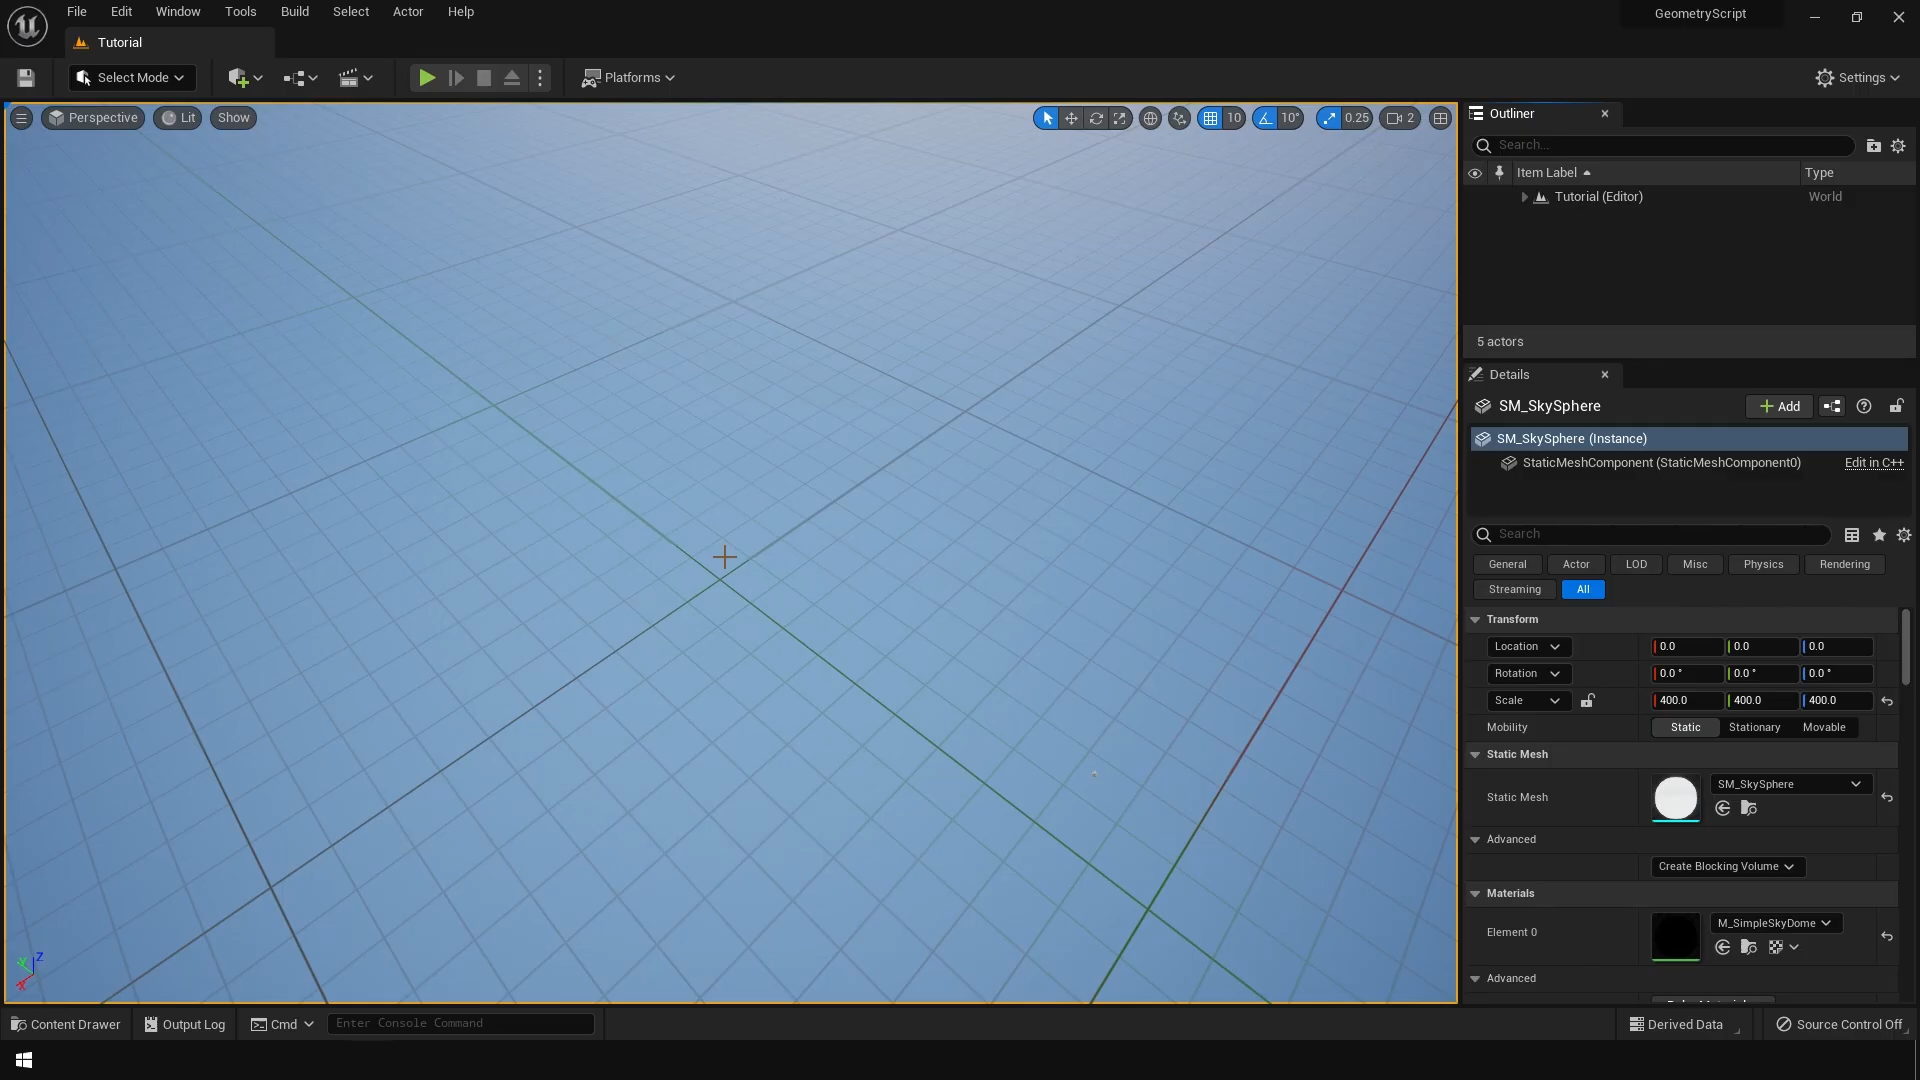 File Edit Window Tools Build Select Actor Help
GeometryScript
Tutorial
Select Mode
Platforms
Settings
Perspective
Lit
Show
10
10°
0.25
2
Outliner
Search...
Item Label
Type
Tutorial (Editor)
World
5 actors
Details
SM_SkySphere
Add
SM_SkySphere (Instance)
StaticMeshComponent (StaticMeshComponent0)
Edit in C++
Search
General Actor LOD Misc Physics Rendering
Streaming All
Transform
Location 0.0 0.0 0.0
Rotation 0.0 ° 0.0 ° 0.0 °
Scale 400.0 400.0 400.0
Mobility Static Stationary Movable
Static Mesh
Static Mesh
SM_SkySphere
Advanced
Create Blocking Volume
Materials
Element 0
M_SimpleSkyDome
Advanced
Z
Y
X
Content Drawer
Output Log
Cmd
Enter Console Command
Derived Data
Source Control Off